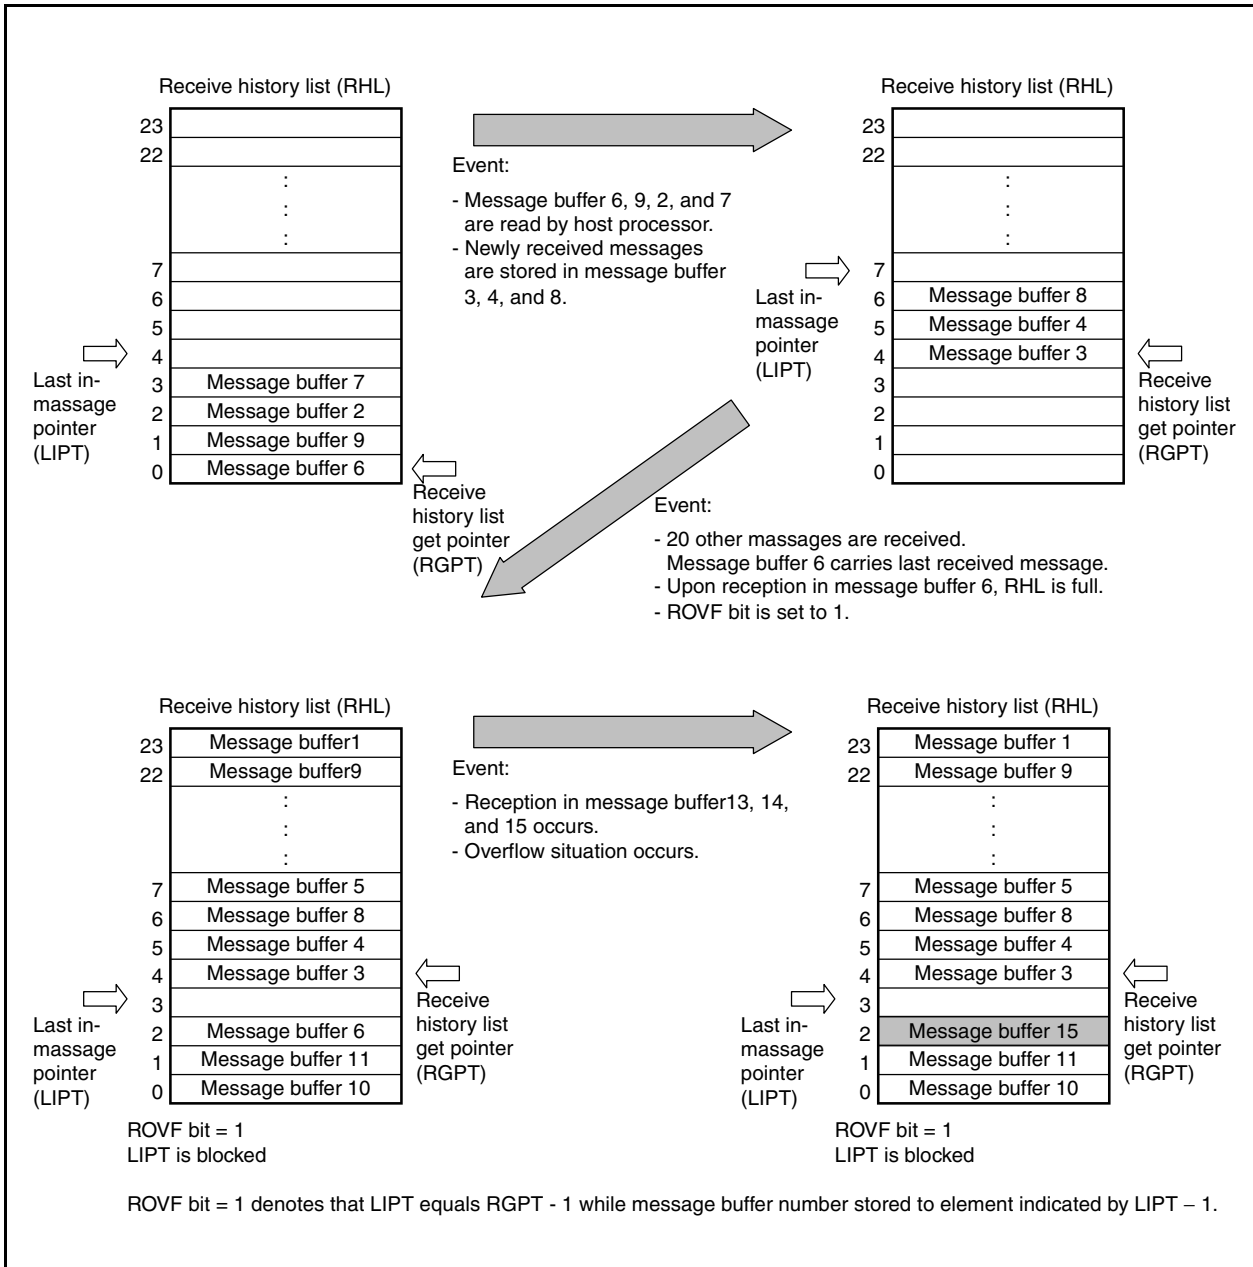 Receive history list (RHL)
23
22
:
:
:
7
6
5
4
3 Message buffer 7
2 Message buffer 2
1 Message buffer 9
0 Message buffer 6
Last in-
massage
pointer
(LIPT)
Receive
history list
get pointer
(RGPT)
Event:
- Message buffer 6, 9, 2, and 7
are read by host processor.
- Newly received messages
are stored in message buffer
3, 4, and 8.
Receive history list (RHL)
23
22
:
:
:
7
6 Message buffer 8
5 Message buffer 4
4 Message buffer 3
3
2
1
0
Last in-
massage
pointer
(LIPT)
Receive
history list
get pointer
(RGPT)
Event:
- 20 other massages are received.
Message buffer 6 carries last received message.
- Upon reception in message buffer 6, RHL is full.
- ROVF bit is set to 1.
Receive history list (RHL)
23 Message buffer1
22 Message buffer9
:
:
:
7 Message buffer 5
6 Message buffer 8
5 Message buffer 4
4 Message buffer 3
3
2 Message buffer 6
1 Message buffer 11
0 Message buffer 10
Last in-
massage
pointer
(LIPT)
Receive
history list
get pointer
(RGPT)
ROVF bit = 1
LIPT is blocked
Event:
- Reception in message buffer13, 14,
and 15 occurs.
- Overflow situation occurs.
Receive history list (RHL)
23 Message buffer 1
22 Message buffer 9
:
:
:
7 Message buffer 5
6 Message buffer 8
5 Message buffer 4
4 Message buffer 3
3
2 Message buffer 15
1 Message buffer 11
0 Message buffer 10
Last in-
massage
pointer
(LIPT)
Receive
history list
get pointer
(RGPT)
ROVF bit = 1
LIPT is blocked
ROVF bit = 1 denotes that LIPT equals RGPT - 1 while message buffer number stored to element indicated by LIPT – 1.